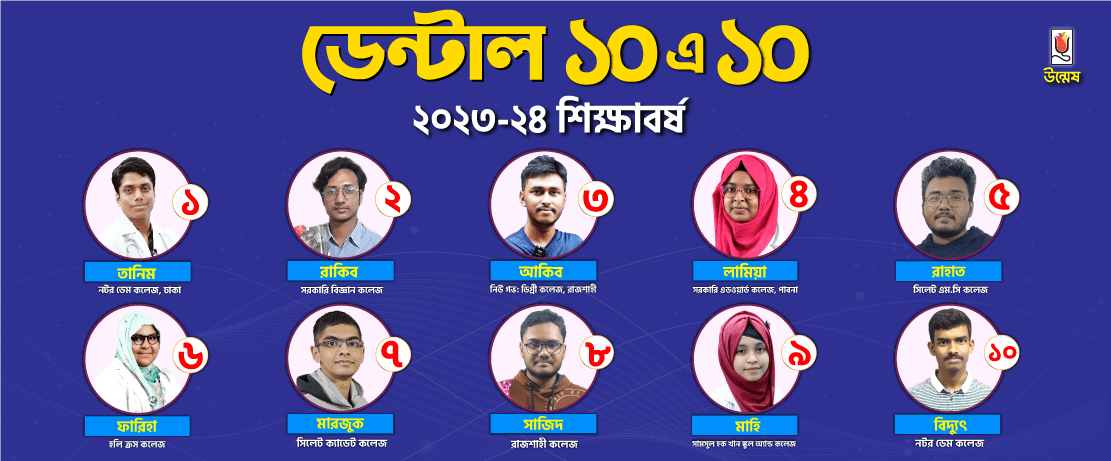 ডেন্টাল ১০ এ ১০
উন্মেষ
২০২৩-২৪ শিক্ষাবর্ষ
১
২
৩
৪
৫
তানিম
রাকিব
আকিব
লামিয়া
রাহাত
নটর ডেম কলেজ, ঢাকা
সরকারি বিজ্ঞান কলেজ
নিউ গভ: ডিগ্রী কলেজ, রাজশাহী
সরকারি এডওয়ার্ড কলেজ, পাবনা
সিলেট এম.সি কলেজ
৬
৭
৮
৯
১০
ফারিহা
মারজুক
সাজিদ
মাহি
বিদ্যুৎ
হলি ক্রস কলেজ
সিলেট ক্যাডেট কলেজ
রাজশাহী কলেজ
সামসুল হক খান স্কুল অ্যান্ড কলেজ
নটর ডেম কলেজ